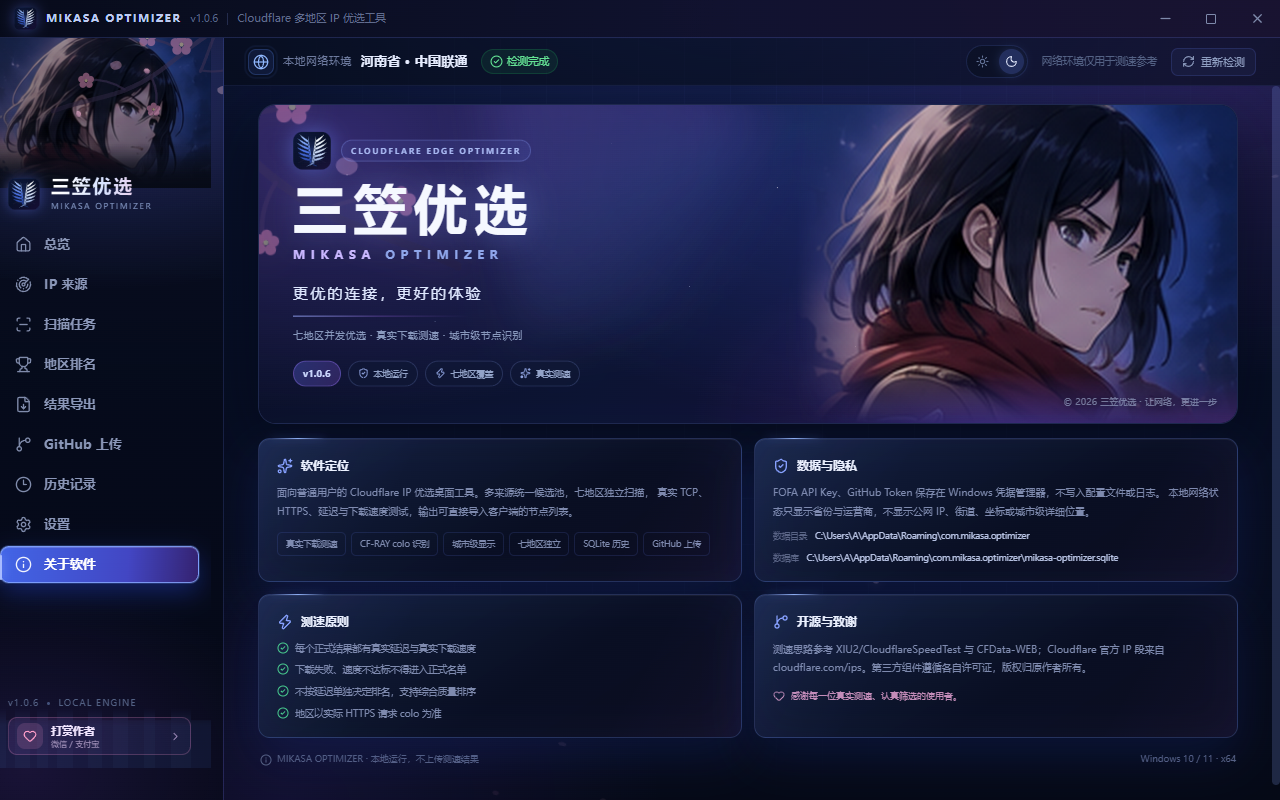 MIKASA OPTIMIZER v1.0.6 Cloudflare 多地区 IP 优选工具
本地网络环境 河南省 • 中国联通 检测完成
网络环境仅用于测速参考 重新检测
三笠优选
MIKASA OPTIMIZER
总览
IP 来源
扫描任务
地区排名
结果导出
GitHub 上传
历史记录
设置
关于软件
v1.0.6 • LOCAL ENGINE
打赏作者
微信 / 支付宝
CLOUDFLARE EDGE OPTIMIZER
三笠优选
MIKASA OPTIMIZER
更优的连接，更好的体验
七地区并发优选 · 真实下载测速 · 城市级节点识别
v1.0.6 本地运行 七地区覆盖 真实测速
© 2026 三笠优选 · 让网络，更进一步
软件定位
面向普通用户的 Cloudflare IP 优选桌面工具。多来源统一候选池，七地区独立扫描， 真实 TCP、
HTTPS、延迟与下载速度测试，输出可直接导入客户端的节点列表。
真实下载测速 CF-RAY colo 识别 城市级显示 七地区独立 SQLite 历史 GitHub 上传
数据与隐私
FOFA API Key、GitHub Token 保存在 Windows 凭据管理器，不写入配置文件或日志。 本地网络状
态只显示省份与运营商，不显示公网 IP、街道、坐标或城市级详细位置。
数据目录 C:\Users\A\AppData\Roaming\com.mikasa.optimizer
数据库 C:\Users\A\AppData\Roaming\com.mikasa.optimizer\mikasa-optimizer.sqlite
测速原则
每个正式结果都有真实延迟与真实下载速度
下载失败、速度不达标不得进入正式名单
不按延迟单独决定排名，支持综合质量排序
地区以实际 HTTPS 请求 colo 为准
开源与致谢
测速思路参考 XIU2/CloudflareSpeedTest 与 CFData-WEB；Cloudflare 官方 IP 段来自
cloudflare.com/ips。第三方组件遵循各自许可证，版权归原作者所有。
感谢每一位真实测速、认真筛选的使用者。
MIKASA OPTIMIZER · 本地运行，不上传测速结果
Windows 10 / 11 · x64